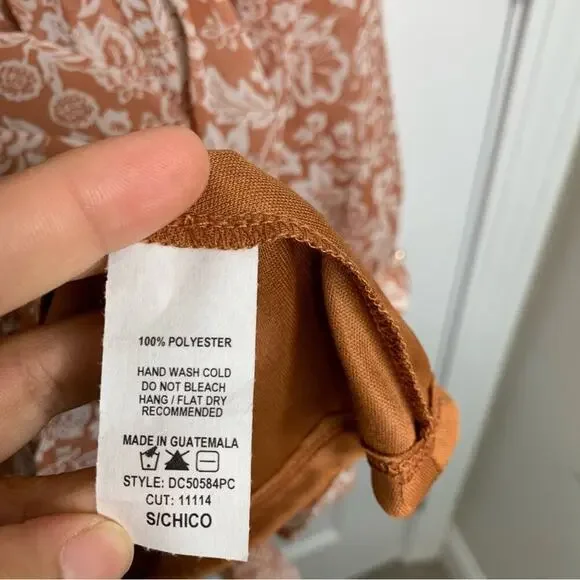 100% POLYESTER
HAND WASH COLD
DO NOT BLEACH
HANG / FLAT DRY
RECOMMENDED
MADE IN GUATEMALA
STYLE: DC50584PC
CUT: 11114
S/CHICO